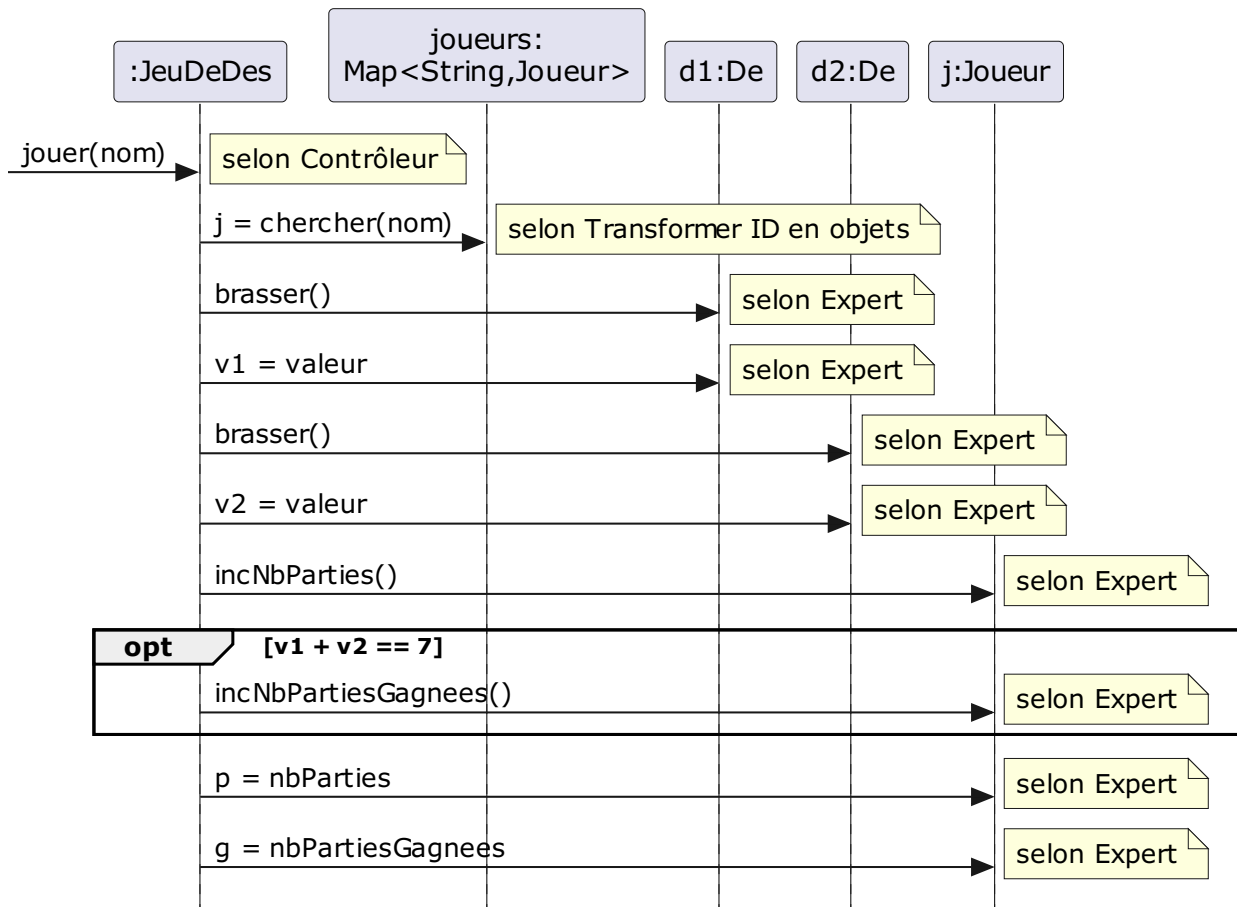 joueurs:
:JeuDeDes
Map<String,Joueur>
d1:De
d2:De
j:Joueur
jouer(nom)
selon Contrôleur
j = chercher(nom)
selon Transformer ID en objets
brasser()
selon Expert
v1 = valeur
selon Expert
brasser()
selon Expert
v2 = valeur
selon Expert
incNbParties()
selon Expert
opt
[v1 + v2 == 7]
incNbPartiesGagnees()
selon Expert
p = nbParties
selon Expert
g = nbPartiesGagnees
selon Expert